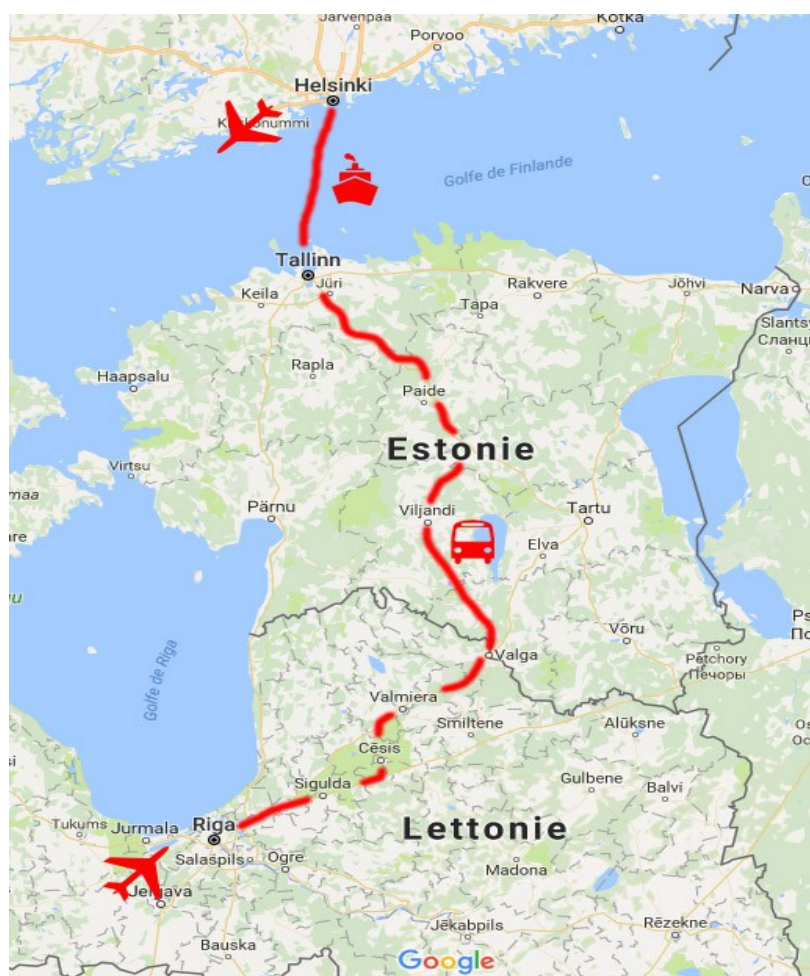 Järvenpaa
Kotka
Porvoo
Helsinki
Golfe de Finlande
Tallinn
Jüri
Keila
Rakvere
Jõhvi
Narva
Tapa
Slantsy
Сланцы
Rapla
Haapsalu
Paide
Estonie
Virtsu
Pärnu
Viljandi
Tartu
Elva
Golfe de Riga
Võru
Valga
Petchory
Печоры
Valmiera
Smiltene
Alūksne
Cēsis
Sigulda
Gulbene
Balvi
Tukums
Jurmala
Riga
Lettonie
Salaspils
Ogre
Madona
Jelgava
Jēkabpils
Rēzekne
Bauska
Google